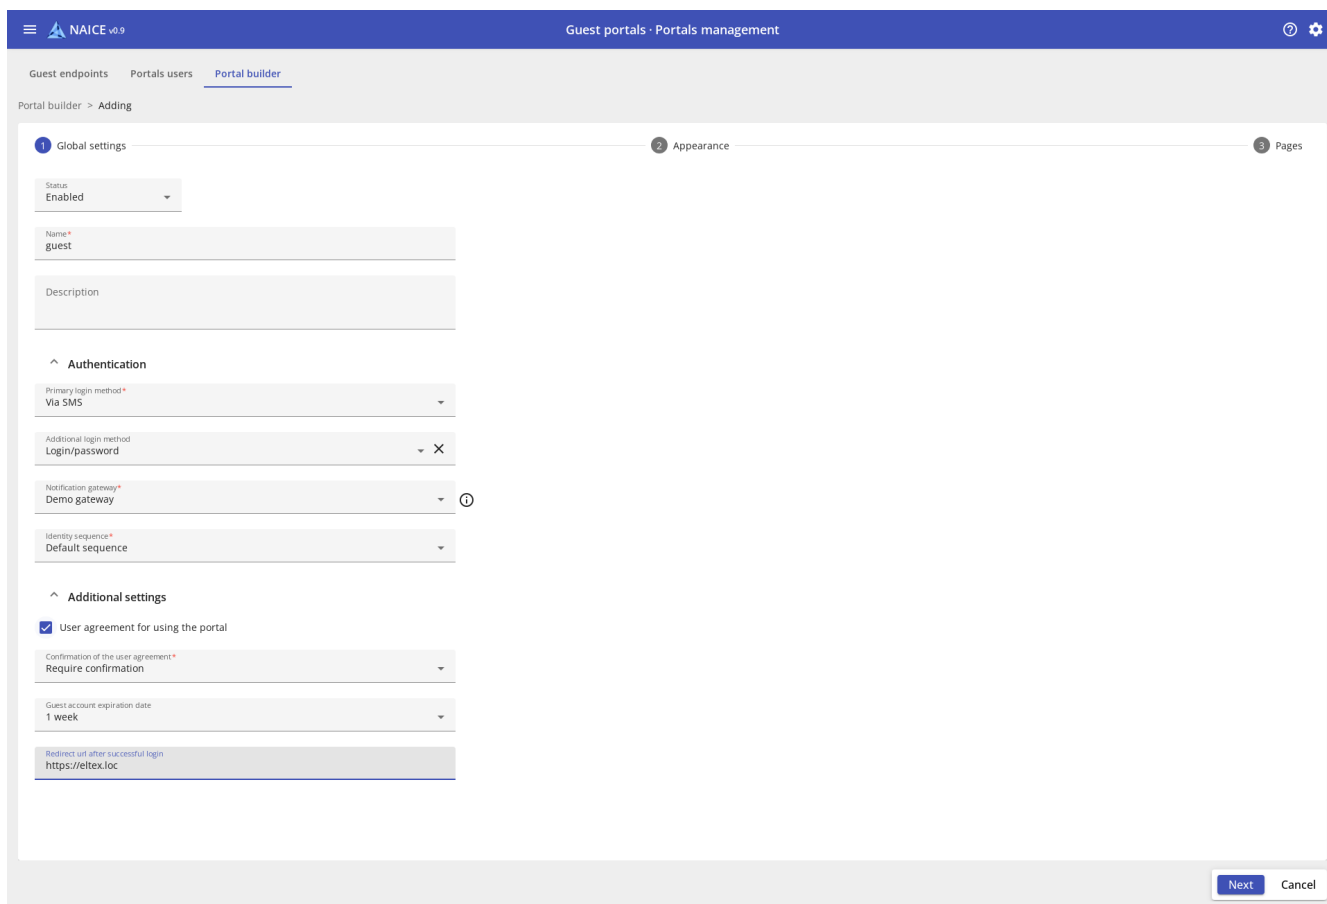 NAICE v0.9
Guest portals · Portals management
Guest endpoints Portals users Portal builder
Portal builder > Adding
1 Global settings 2 Appearance 3 Pages
Status
Enabled
Name*
guest
Description
Authentication
Primary login method*
Via SMS
Additional login method
Login/password
Notification gateway*
Demo gateway
Identity sequence*
Default sequence
Additional settings
User agreement for using the portal
Confirmation of the user agreement*
Require confirmation
Guest account expiration date
1 week
Redirect url after successful login
https://eltex.loc
Next Cancel